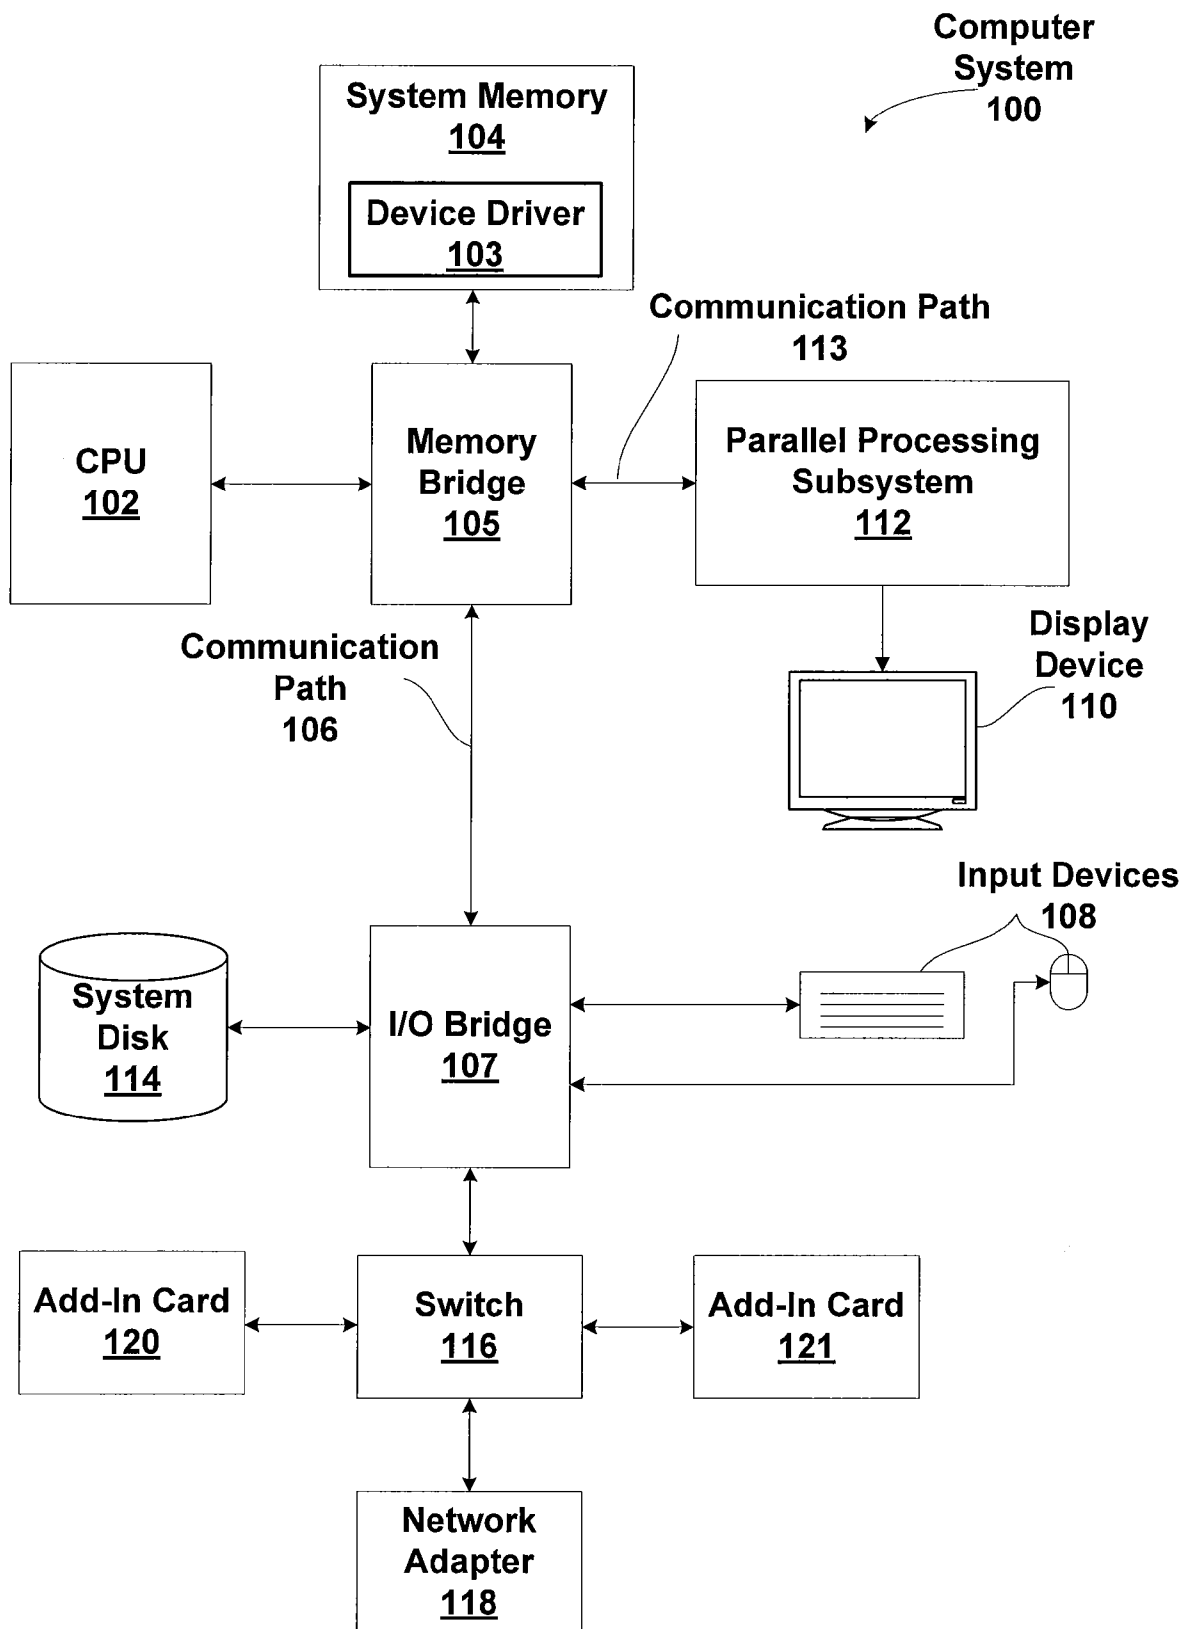 Computer
System
100
System Memory
104
Device Driver
103
Communication Path
113
CPU
102
Memory
Bridge
105
Parallel Processing
Subsystem
112
Communication
Path
106
Display
Device
110
Input Devices
108
System
Disk
114
I/O Bridge
107
Add-In Card
120
Switch
116
Add-In Card
121
Network
Adapter
118